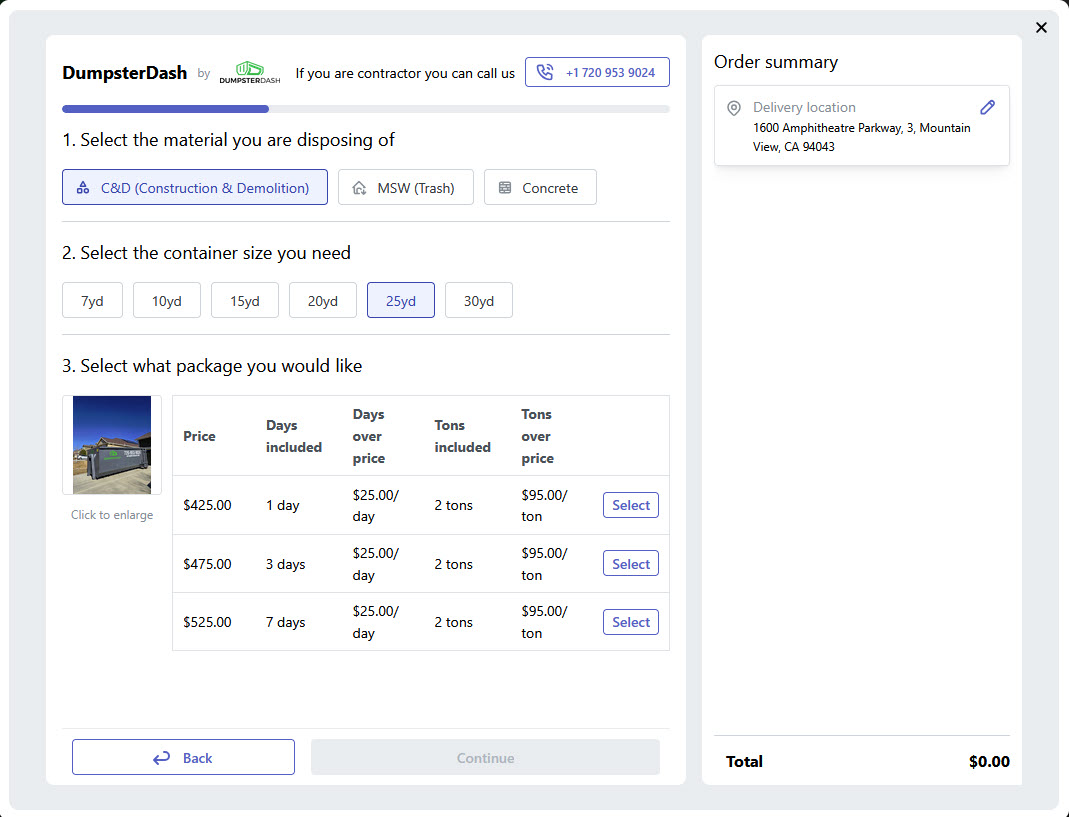 DumpsterDash by DUMPSTERDASH If you are contractor you can call us +1 720 953 9024
1. Select the material you are disposing of
C&D (Construction & Demolition) MSW (Trash) Concrete
2. Select the container size you need
7yd 10yd 15yd 20yd 25yd 30yd
3. Select what package you would like
Click to enlarge
Price Days included Days over price Tons included Tons over price
$425.00 1 day $25.00/ day 2 tons $95.00/ ton Select
$475.00 3 days $25.00/ day 2 tons $95.00/ ton Select
$525.00 7 days $25.00/ day 2 tons $95.00/ ton Select
Back Continue
Order summary
Delivery location
1600 Amphitheatre Parkway, 3, Mountain
View, CA 94043
Total $0.00